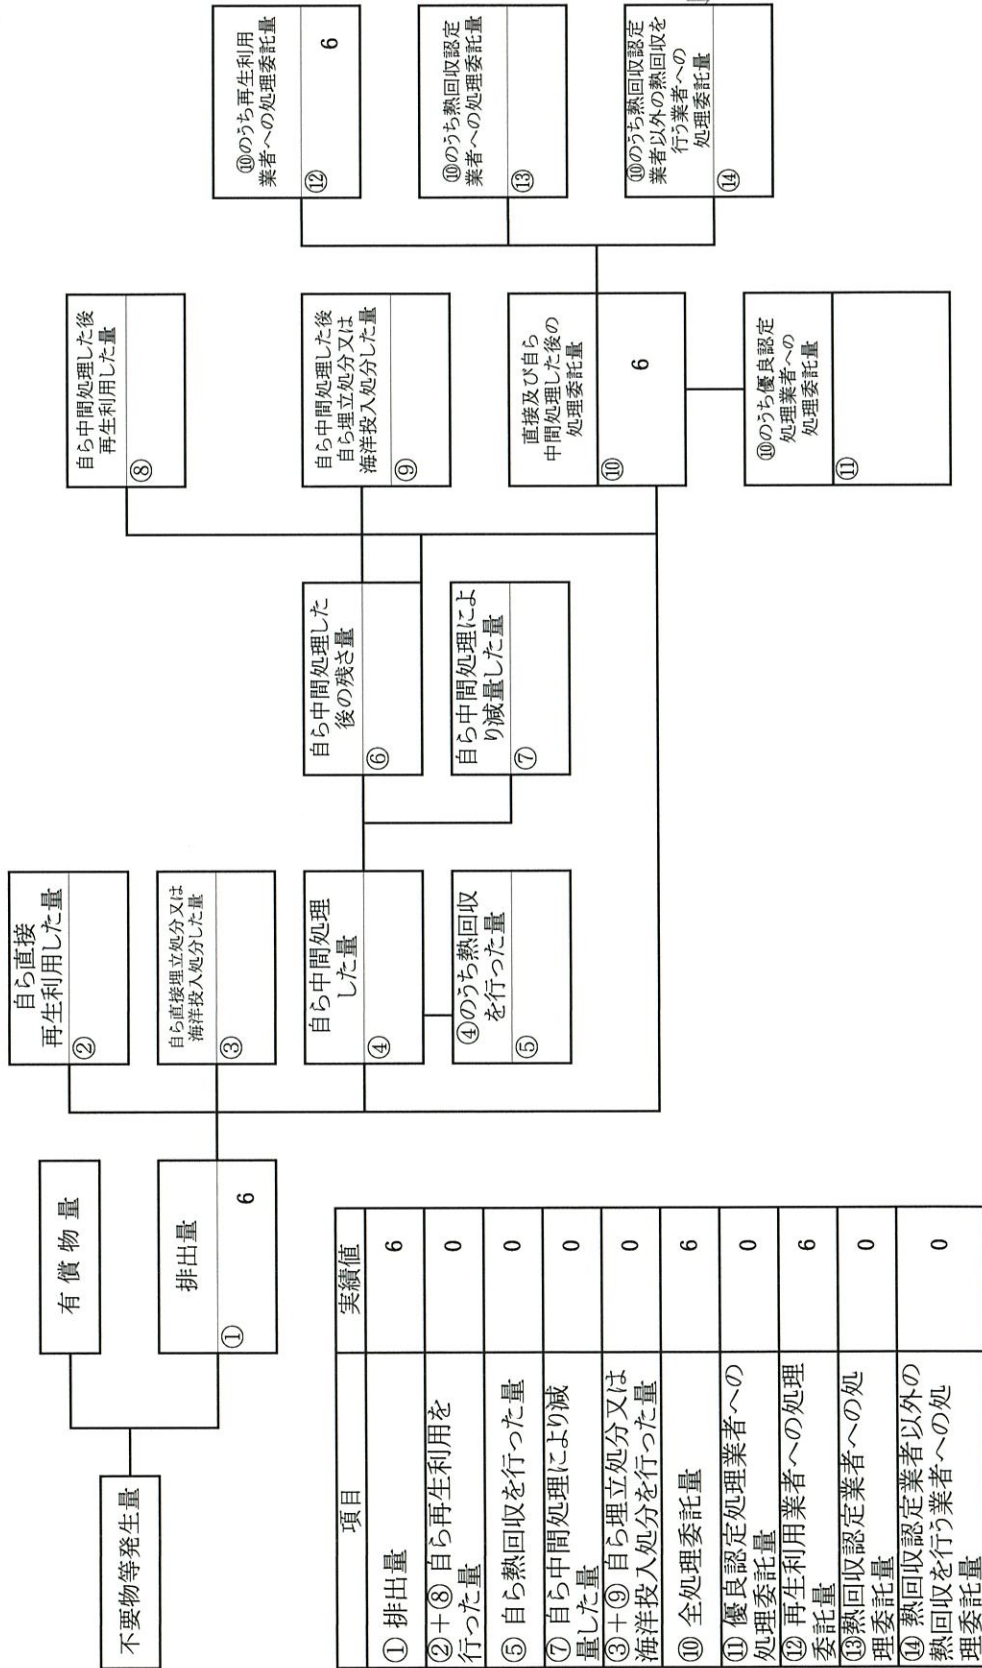 不要物等発生量
有償物量
排出量
①
6
自ら直接
再生利用した量
②
自ら直接埋立処分又は
海洋投入処分した量
③
自ら中間処理
した量
④
④のうち熱回収
を行った量
⑤
自ら中間処理した
後の残さ量
⑥
自ら中間処理によ
り減量した量
⑦
自ら中間処理した後
再生利用した量
⑧
自ら中間処理した後
自ら埋立処分又は
海洋投入処分した量
⑨
直接及び自ら
中間処理した後の
処理委託量
⑩
6
⑩のうち優良認定
処理業者への
処理委託量
⑪
⑩のうち再生利用
業者への処理委託量
⑫
6
⑩のうち熱回収認定
業者への処理委託量
⑬
⑩のうち熱回収認定
業者以外の熱回収を
行う業者への
処理委託量
⑭
項目 実績値
① 排出量 6
②+⑧ 自ら再生利用を
行った量 0
⑤ 自ら熱回収を行った量 0
⑦ 自ら中間処理により減
量した量 0
③+⑨ 自ら埋立処分又は
海洋投入処分を行った量 0
⑩ 全処理委託量 6
⑪ 優良認定処理業者への
処理委託量 0
⑫ 再生利用業者への処理
委託量 6
⑬熱回収認定業者への処
理委託量 0
⑭ 熱回収認定業者以外の
熱回収を行う業者への処
理委託量 0